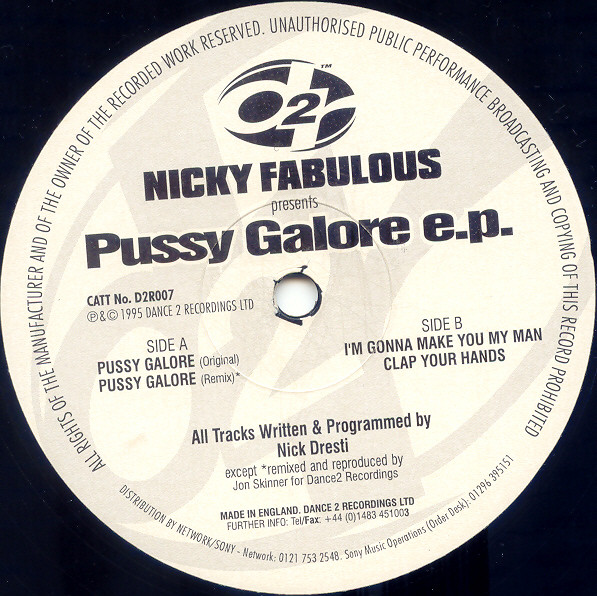 ALL RIGHTS OF THE MANUFACTURER AND OF THE OWNER OF THE RECORDED WORK RESERVED. UNAUTHORISED PUBLIC PERFORMANCE BROADCASTING AND COPYING OF THIS RECORD PROHIBITED
D2R™
NICKY FABULOUS
presents
Pussy Galore e.p.
CATT No. D2R007
℗&© 1995 DANCE 2 RECORDINGS LTD
SIDE A
PUSSY GALORE (Original)
PUSSY GALORE (Remix)*
SIDE B
I'M GONNA MAKE YOU MY MAN
CLAP YOUR HANDS
All Tracks Written & Programmed by
Nick Dresti
except *remixed and reproduced by
Jon Skinner for Dance2 Recordings
MADE IN ENGLAND. DANCE 2 RECORDINGS LTD
FURTHER INFO: Tel/Fax: +44 (0)1483 451003
DISTRIBUTION BY NETWORK/SONY - Network: 0121 753 2548. Sony Music Operations (Order Desk): 01296 395151